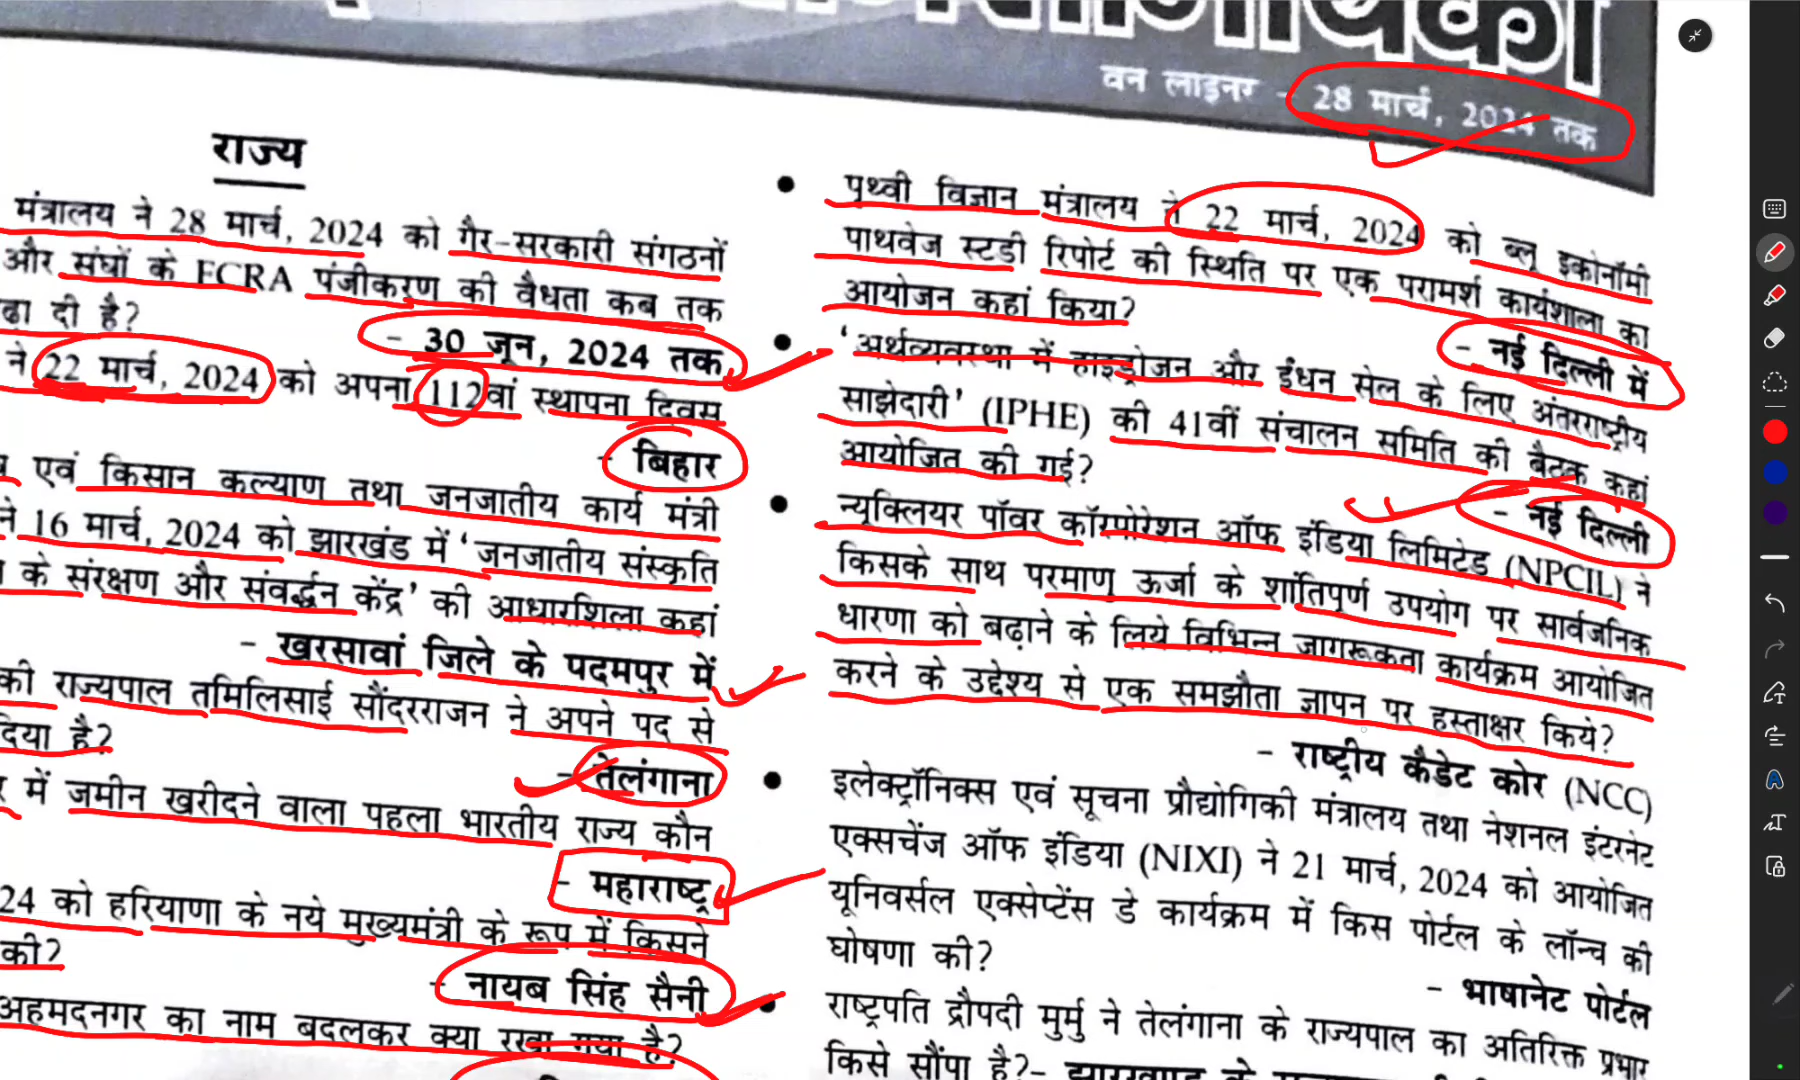 वन लाइनर - 28 मार्च, 2024 तक
राज्य
मंत्रालय ने 28 मार्च, 2024 को गैर-सरकारी संगठनों
और संघों के FCRA पंजीकरण की वैधता कब तक
दी है?
- 30 जून, 2024 तक
ने 22 मार्च, 2024 को अपना 112वां स्थापना दिवस
- बिहार
एवं किसान कल्याण तथा जनजातीय कार्य मंत्री
ने 16 मार्च, 2024 को झारखंड में ‘जनजातीय संस्कृति
के संरक्षण और संवर्द्धन केंद्र’ की आधारशिला कहां
- खरसावां जिले के पदमपुर में
की राज्यपाल तमिलिसाई सौंदरराजन ने अपने पद से
दिया है?
- तेलंगाना
में जमीन खरीदने वाला पहला भारतीय राज्य कौन
- महाराष्ट्र
24 को हरियाणा के नये मुख्यमंत्री के रूप में किसने
की?
- नायब सिंह सैनी
अहमदनगर का नाम बदलकर क्या रखा गया है?
• पृथ्वी विज्ञान मंत्रालय ने 22 मार्च, 2024 को ब्लू इकोनॉमी
पाथवेज स्टडी रिपोर्ट की स्थिति पर एक परामर्श कार्यशाला का
आयोजन कहां किया?
- नई दिल्ली में
• ‘अर्थव्यवस्था में हाइड्रोजन और ईंधन सेल के लिए अंतरराष्ट्रीय
साझेदारी’ (IPHE) की 41वीं संचालन समिति की बैठक कहां
आयोजित की गई?
- नई दिल्ली
• न्यूक्लियर पॉवर कॉरपोरेशन ऑफ इंडिया लिमिटेड (NPCIL) ने
किसके साथ परमाणु ऊर्जा के शांतिपूर्ण उपयोग पर सार्वजनिक
धारणा को बढ़ाने के लिये विभिन्न जागरूकता कार्यक्रम आयोजित
करने के उद्देश्य से एक समझौता ज्ञापन पर हस्ताक्षर किये?
- राष्ट्रीय कैडेट कोर (NCC)
• इलेक्ट्रॉनिक्स एवं सूचना प्रौद्योगिकी मंत्रालय तथा नेशनल इंटरनेट
एक्सचेंज ऑफ इंडिया (NIXI) ने 21 मार्च, 2024 को आयोजित
यूनिवर्सल एक्सेप्टेंस डे कार्यक्रम में किस पोर्टल के लॉन्च की
घोषणा की?
- भाषानेट पोर्टल
• राष्ट्रपति द्रौपदी मुर्मु ने तेलंगाना के राज्यपाल का अतिरिक्त प्रभार
किसे सौंपा है?-